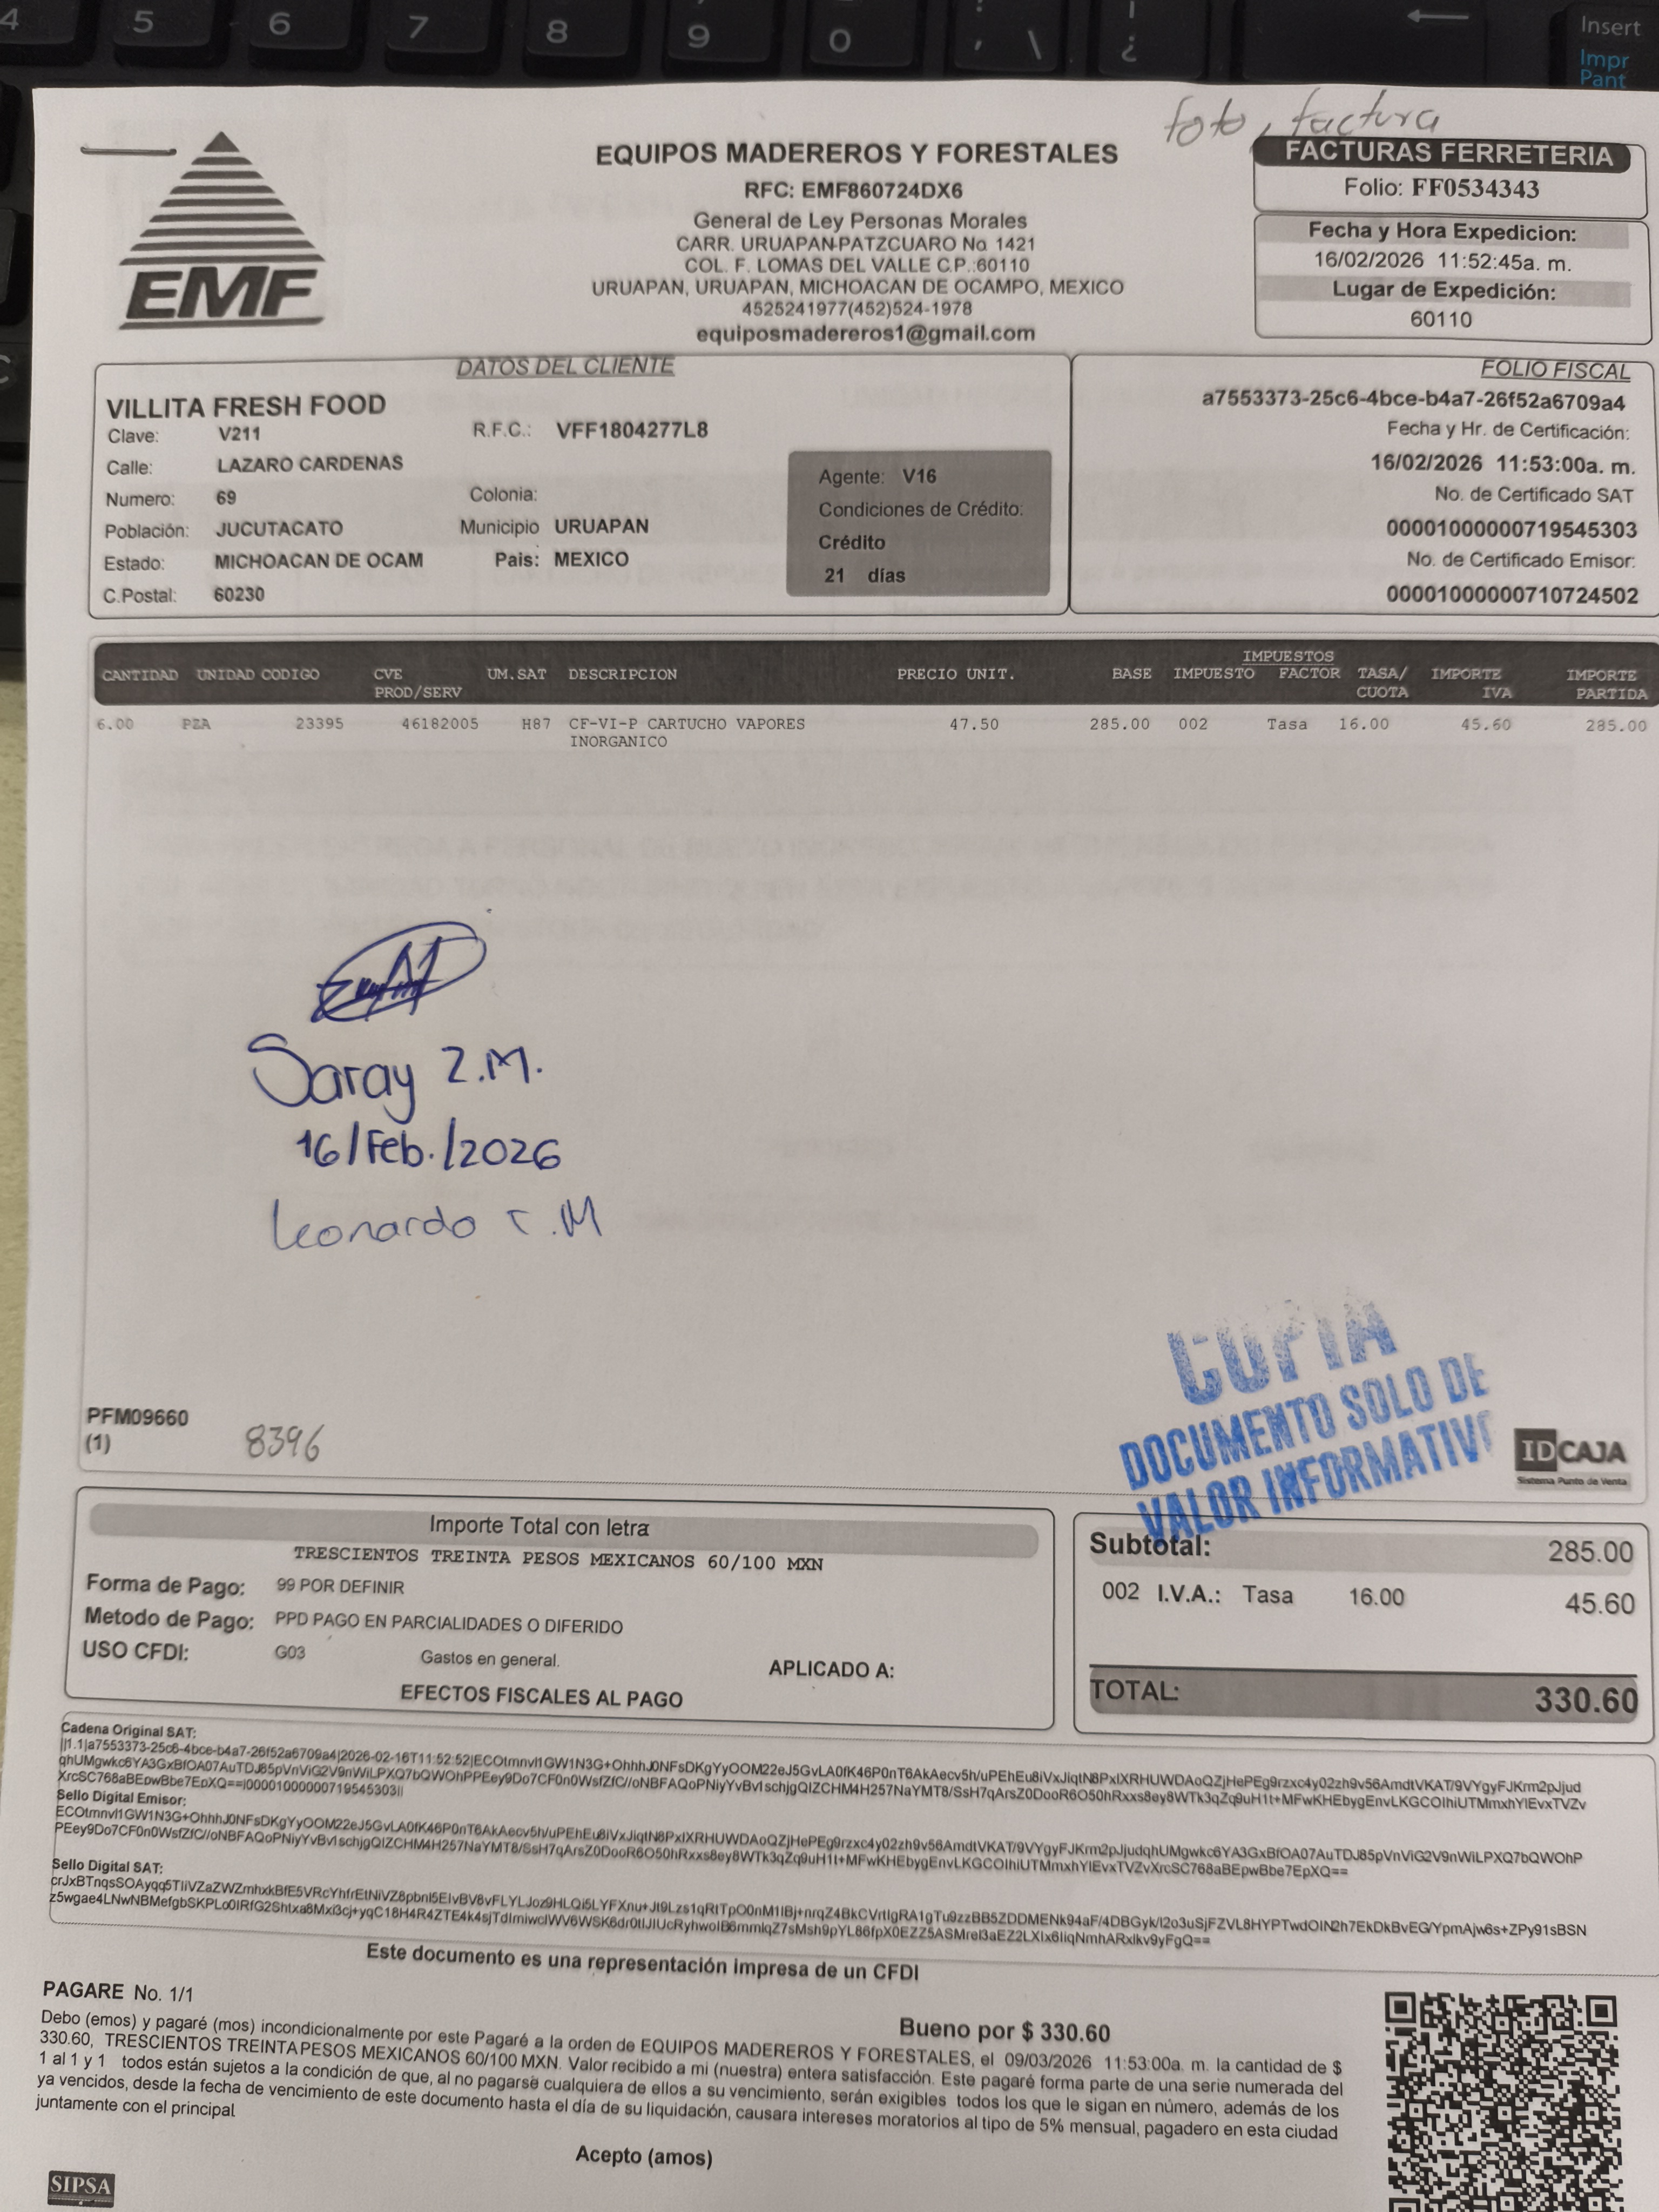 4 5 6 7 8 9 0 ; , \ ¿ Insert
Impr
Pant
foto, factura
EMF
EQUIPOS MADEREROS Y FORESTALES
RFC: EMF860724DX6
General de Ley Personas Morales
CARR. URUAPAN-PATZCUARO No. 1421
COL. F. LOMAS DEL VALLE C.P.:60110
URUAPAN, URUAPAN, MICHOACAN DE OCAMPO, MEXICO
4525241977(452)524-1978
equiposmadereros1@gmail.com
FACTURAS FERRETERIA
Folio: FF0534343
Fecha y Hora Expedicion:
16/02/2026 11:52:45a. m.
Lugar de Expedición:
60110
DATOS DEL CLIENTE
VILLITA FRESH FOOD
Clave: V211 R.F.C.: VFF1804277L8
Calle: LAZARO CARDENAS
Numero: 69 Colonia:
Población: JUCUTACATO Municipio URUAPAN
Estado: MICHOACAN DE OCAM Pais: MEXICO
C.Postal: 60230
Agente: V16
Condiciones de Crédito:
Crédito
21 días
FOLIO FISCAL
a7553373-25c6-4bce-b4a7-26f52a6709a4
Fecha y Hr. de Certificación:
16/02/2026 11:53:00a. m.
No. de Certificado SAT
00001000000719545303
No. de Certificado Emisor:
00001000000710724502
IMPUESTOS
CANTIDAD UNIDAD CODIGO CVE PROD/SERV UM.SAT DESCRIPCION PRECIO UNIT. BASE IMPUESTO FACTOR TASA/CUOTA IMPORTE IVA IMPORTE PARTIDA
6.00 PZA 23395 46182005 H87 CF-VI-P CARTUCHO VAPORES 47.50 285.00 002 Tasa 16.00 45.60 285.00
INORGANICO
Saray Z.M.
16/Feb./2026
Leonardo T.M
COPIA
DOCUMENTO SOLO DE
VALOR INFORMATIVO
PFM09660
(1) 8396
IDCAJA
Sistema Punto de Venta
Importe Total con letra
TRESCIENTOS TREINTA PESOS MEXICANOS 60/100 MXN
Forma de Pago: 99 POR DEFINIR
Metodo de Pago: PPD PAGO EN PARCIALIDADES O DIFERIDO
USO CFDI: G03 Gastos en general. APLICADO A:
EFECTOS FISCALES AL PAGO
Subtotal: 285.00
002 I.V.A.: Tasa 16.00 45.60
TOTAL: 330.60
Cadena Original SAT:
Sello Digital Emisor:
Sello Digital SAT:
Este documento es una representación impresa de un CFDI
PAGARE No. 1/1
Bueno por $ 330.60
Debo (emos) y pagaré (mos) incondicionalmente por este Pagaré a la orden de EQUIPOS MADEREROS Y FORESTALES, el 09/03/2026 11:53:00a. m. la cantidad de $
330.60, TRESCIENTOS TREINTA PESOS MEXICANOS 60/100 MXN. Valor recibido a mi (nuestra) entera satisfacción. Este pagaré forma parte de una serie numerada del
1 al 1 y 1 todos están sujetos a la condición de que, al no pagarse cualquiera de ellos a su vencimiento, serán exigibles todos los que le sigan en número, además de los
ya vencidos, desde la fecha de vencimiento de este documento hasta el día de su liquidación, causara intereses moratorios al tipo de 5% mensual, pagadero en esta ciudad
juntamente con el principal
Acepto (amos)
SIPSA